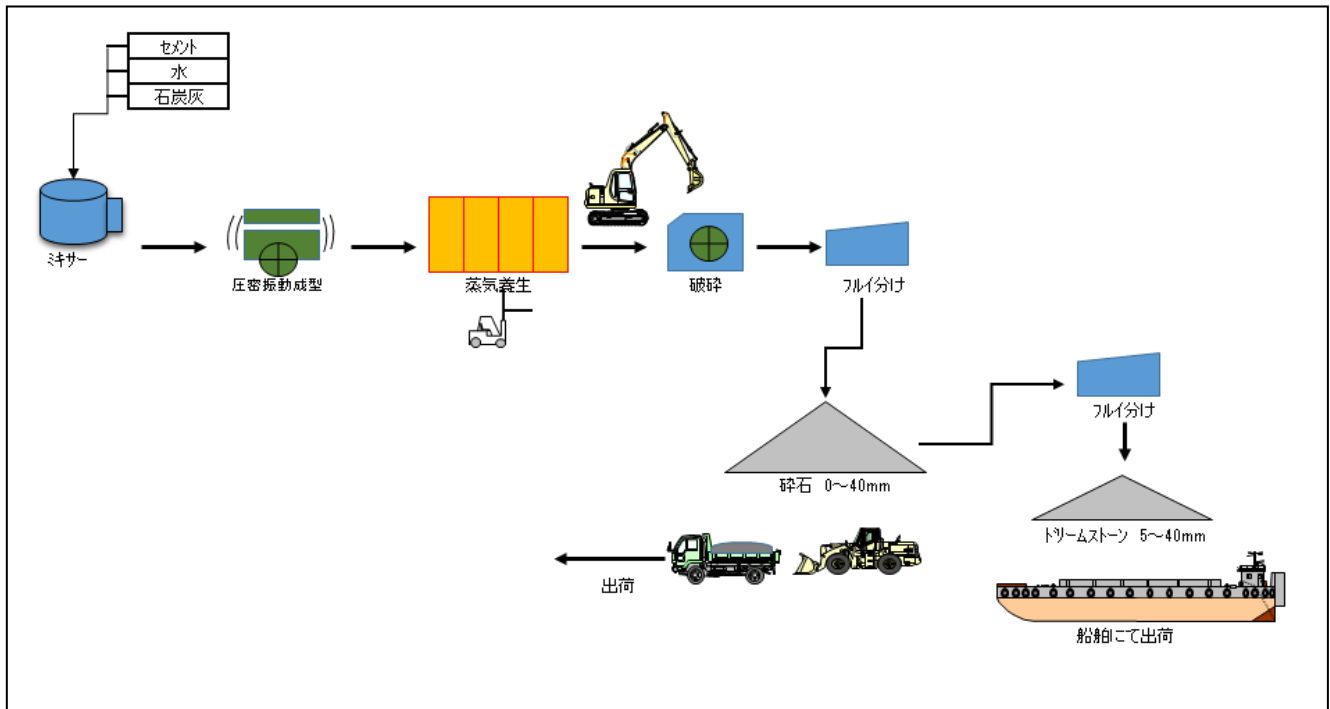 セメント
水
石炭灰
ミキサー
圧密振動成型
蒸気養生
破砕
フルイ分け
フルイ分け
砕石 0～40mm
ドリームストーン 5～40mm
出荷
船舶にて出荷